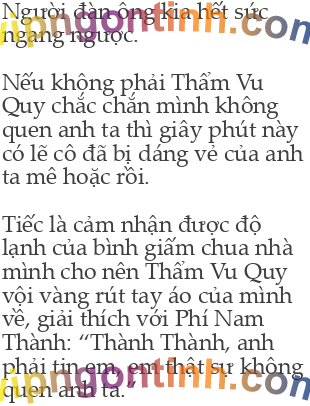 Người đàn ông kia hết sức
ngang ngược.
Nếu không phải Thẩm Vu
Quy chắc chắn mình không
quen anh ta thì giây phút này
có lẽ cô đã bị dáng vẻ của anh
ta mê hoặc rồi.
Tiếc là cảm nhận được độ
lạnh của bình giấm chua nhà
mình cho nên Thẩm Vu Quy
vội vàng rút tay áo của mình
về, giải thích với Phí Nam
Thành: “Thành Thành, anh
phải tin em, em thật sự không
quen anh ta.”